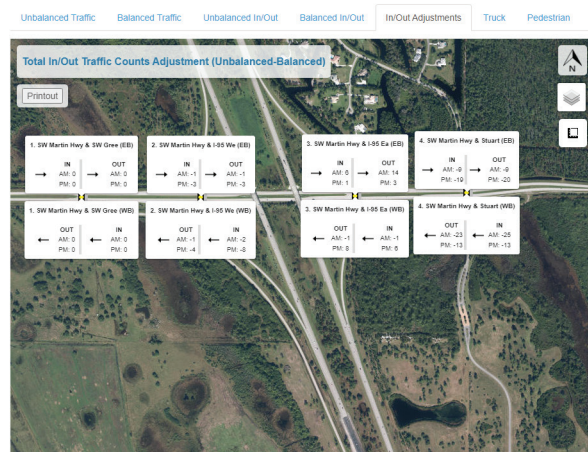 Unbalanced Traffic Balanced Traffic Unbalanced In/Out Balanced In/Out In/Out Adjustments Truck Pedestrian
Total In/Out Traffic Counts Adjustment (Unbalanced-Balanced)
N
Printout
1. SW Martin Hwy & SW Gree (EB)
IN OUT
AM: 0 AM: 0
PM: 0 PM: 0
2. SW Martin Hwy & I-95 We (EB)
IN OUT
AM: -1 AM: -1
PM: -3 PM: -3
3. SW Martin Hwy & I-95 Ea (EB)
IN OUT
AM: 6 AM: 14
PM: 1 PM: 3
4. SW Martin Hwy & Stuart (EB)
IN OUT
AM: -9 AM: -9
PM: -19 PM: -20
1. SW Martin Hwy & SW Gree (WB)
OUT IN
AM: 0 AM: 0
PM: 0 PM: 0
2. SW Martin Hwy & I-95 We (WB)
OUT IN
AM: -1 AM: -2
PM: -4 PM: -8
3. SW Martin Hwy & I-95 Ea (WB)
OUT IN
AM: -1 AM: -1
PM: 8 PM: 6
4. SW Martin Hwy & Stuart (WB)
OUT IN
AM: -23 AM: -25
PM: -13 PM: -13